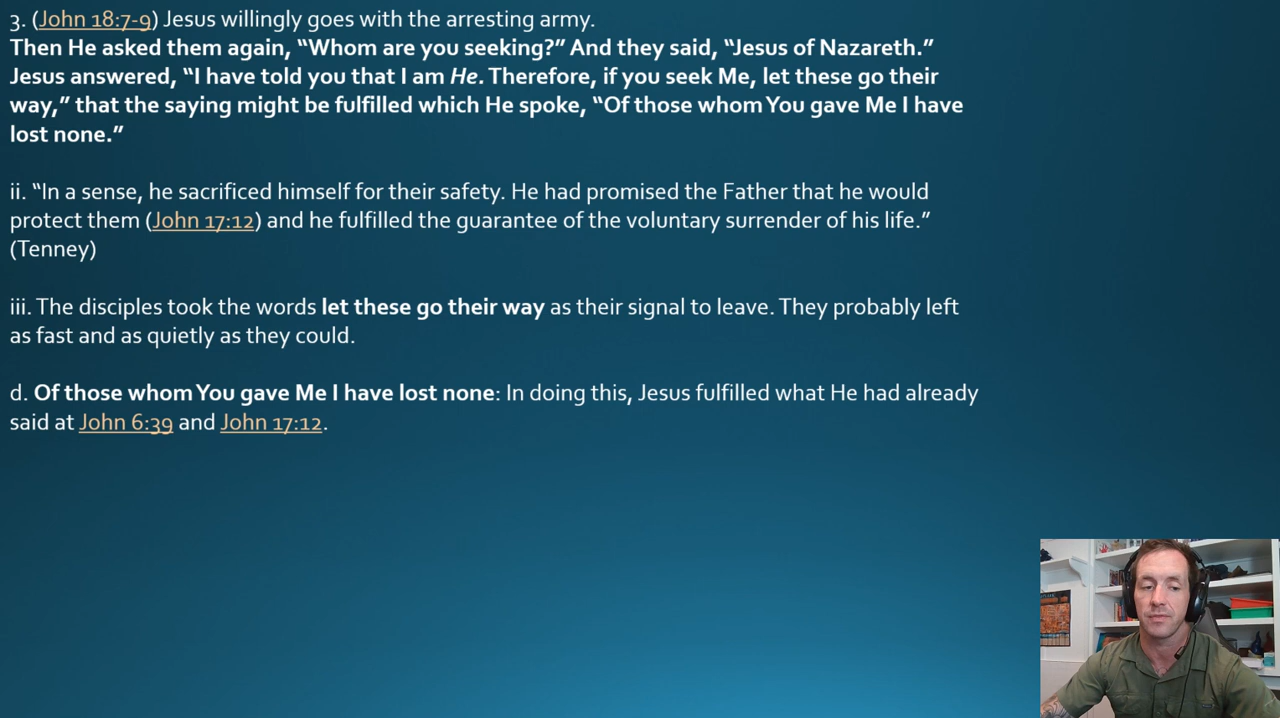 3. (John 18:7-9) Jesus willingly goes with the arresting army.
Then He asked them again, “Whom are you seeking?” And they said, “Jesus of Nazareth.”
Jesus answered, “I have told you that I am He. Therefore, if you seek Me, let these go their
way,” that the saying might be fulfilled which He spoke, “Of those whom You gave Me I have
lost none.”
ii. “In a sense, he sacrificed himself for their safety. He had promised the Father that he would
protect them (John 17:12) and he fulfilled the guarantee of the voluntary surrender of his life.”
(Tenney)
iii. The disciples took the words let these go their way as their signal to leave. They probably left
as fast and as quietly as they could.
d. Of those whom You gave Me I have lost none: In doing this, Jesus fulfilled what He had already
said at John 6:39 and John 17:12.